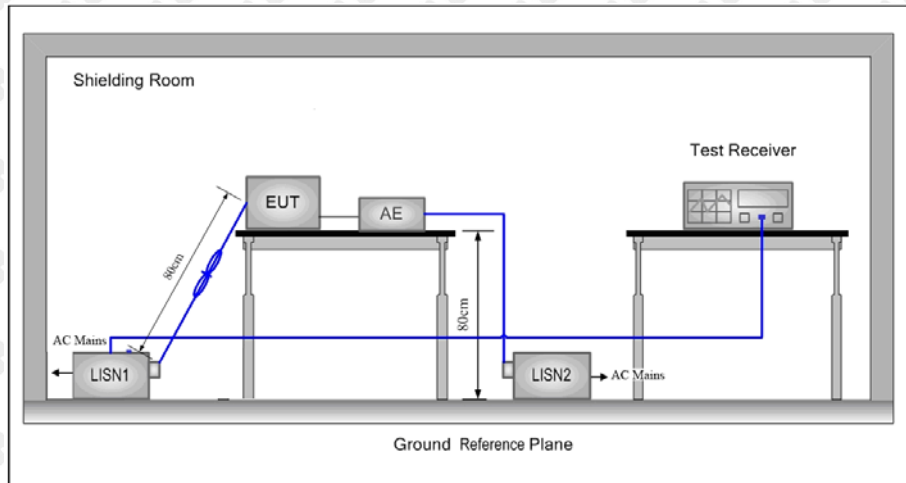 Shielding Room
Test Receiver
EUT
AE
80cm
80cm
AC Mains
LISN1
LISN2
AC Mains
Ground Reference Plane